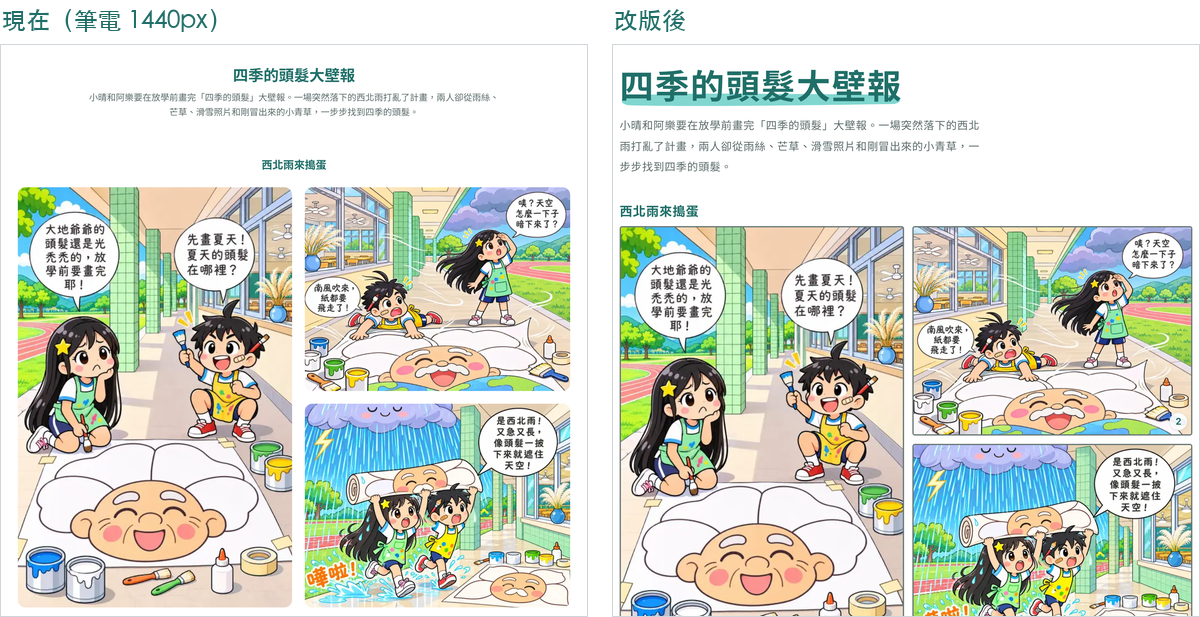 現在（筆電 1440px）
四季的頭髮大壁報
小晴和阿樂要在放學前畫完「四季的頭髮」大壁報。一場突然落下的西北雨打亂了計畫，兩人卻從雨絲、
芒草、滑雪照片和剛冒出來的小青草，一步步找到四季的頭髮。
西北雨來搗蛋
大地爺爺的
頭髮還是光
禿禿的，放
學前要畫完
耶！
先畫夏天！
夏天的頭髮
在哪裡？
咦？天空
怎麼一下子
暗下來了？
南風吹來，
紙都要
飛走了！
是西北雨！
又急又長，
像頭髮一披
下來就遮住
天空！
嘩啦！
改版後
四季的頭髮大壁報
小晴和阿樂要在放學前畫完「四季的頭髮」大壁報。一場突然落下的西北
雨打亂了計畫，兩人卻從雨絲、芒草、滑雪照片和剛冒出來的小青草，一
步步找到四季的頭髮。
西北雨來搗蛋
大地爺爺的
頭髮還是光
禿禿的，放
學前要畫完
耶！
先畫夏天！
夏天的頭髮
在哪裡？
咦？天空
怎麼一下子
暗下來了？
南風吹來，
紙都要
飛走了！
2
是西北雨！
又急又長，
像頭髮一披
下來就遮住
天空！
嘩啦！